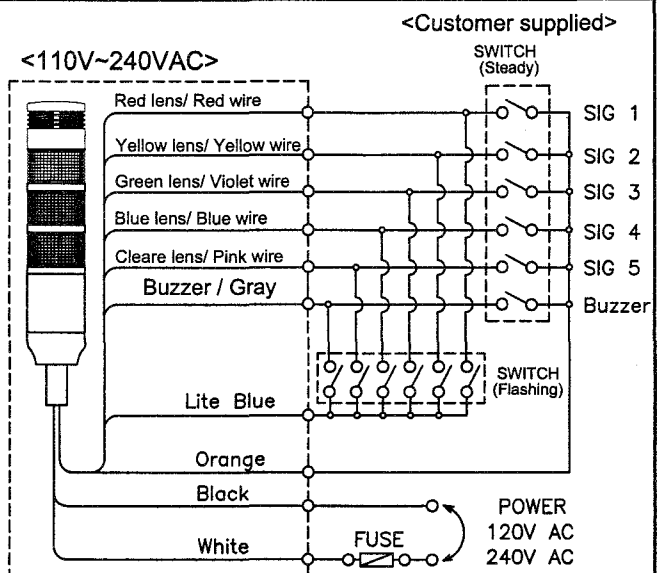 <Customer supplied>
<110V~240VAC>
SWITCH
(Steady)
Red lens/ Red wire
SIG 1
Yellow lens/ Yellow wire
SIG 2
Green lens/ Violet wire
SIG 3
Blue lens/ Blue wire
SIG 4
Cleare lens/ Pink wire
SIG 5
Buzzer / Gray
Buzzer
SWITCH
(Flashing)
Lite Blue
Orange
Black
POWER
120V AC
240V AC
White
FUSE